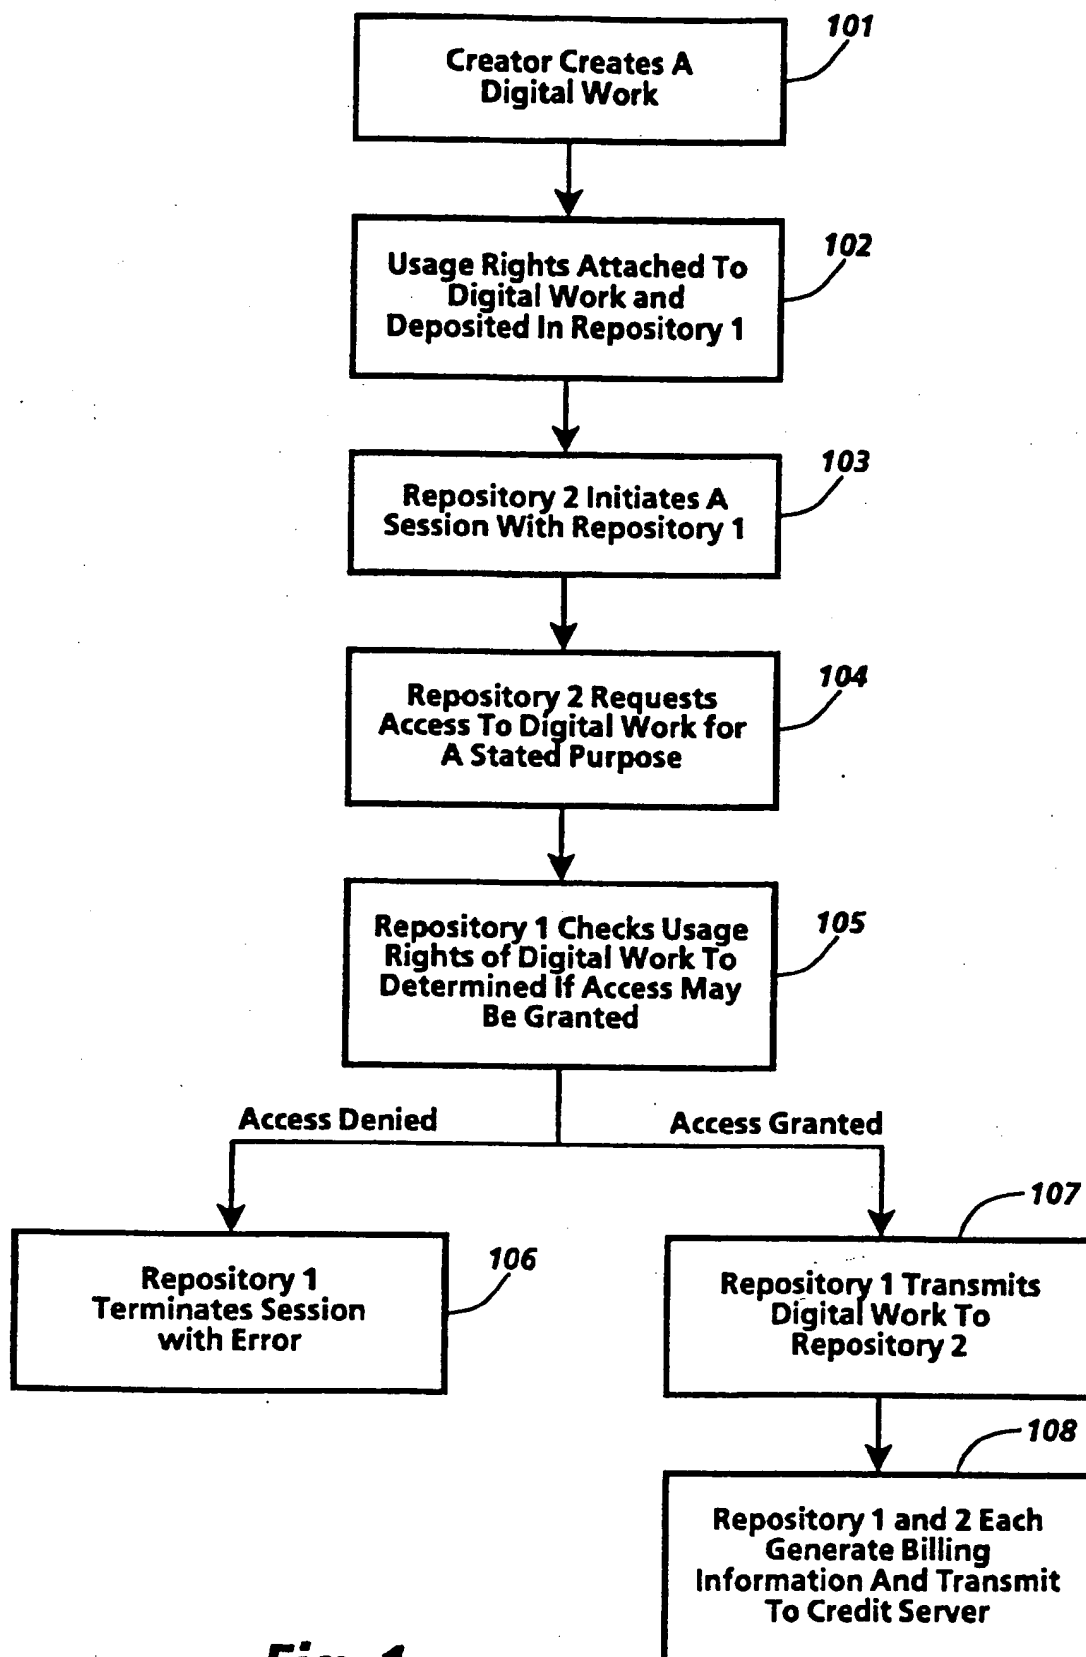 101
Creator Creates A
Digital Work
102
Usage Rights Attached To
Digital Work and
Deposited In Repository 1
103
Repository 2 Initiates A
Session With Repository 1
104
Repository 2 Requests
Access To Digital Work for
A Stated Purpose
105
Repository 1 Checks Usage
Rights of Digital Work To
Determined If Access May
Be Granted
Access Denied
Access Granted
106
Repository 1
Terminates Session
with Error
107
Repository 1 Transmits
Digital Work To
Repository 2
108
Repository 1 and 2 Each
Generate Billing
Information And Transmit
To Credit Server
Fig. 1